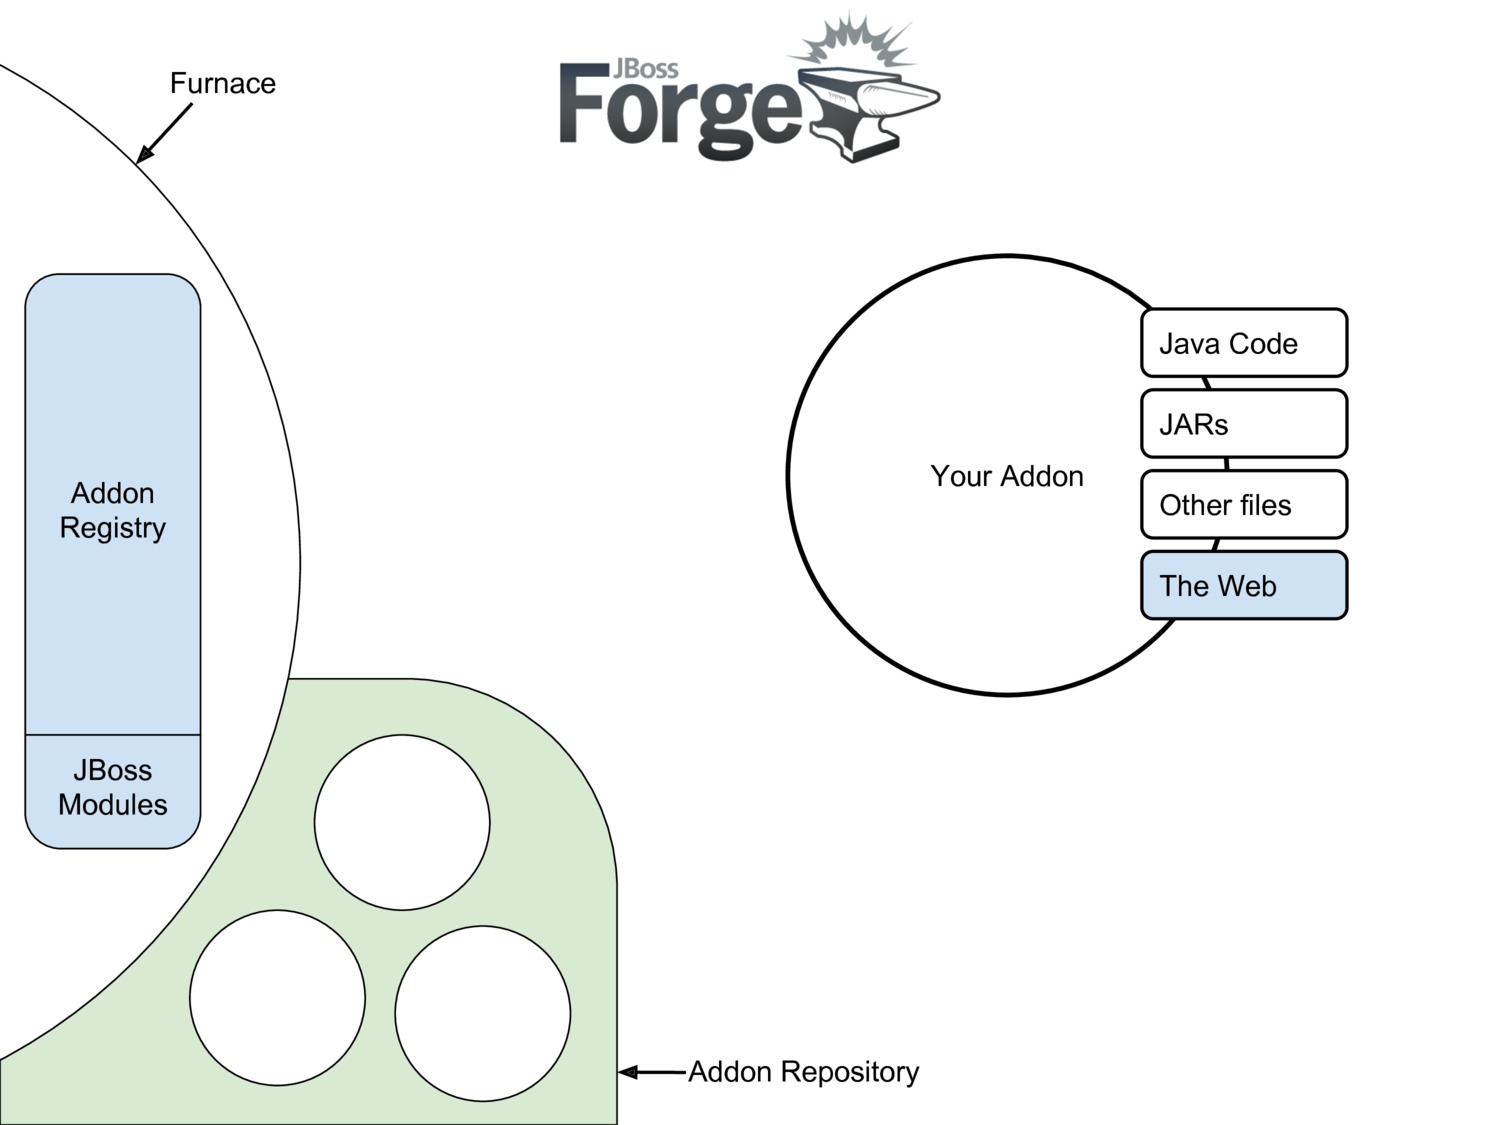 Furnace
JBoss
Forge
Addon
Registry
JBoss
Modules
Your Addon
Java Code
JARs
Other files
The Web
Addon Repository